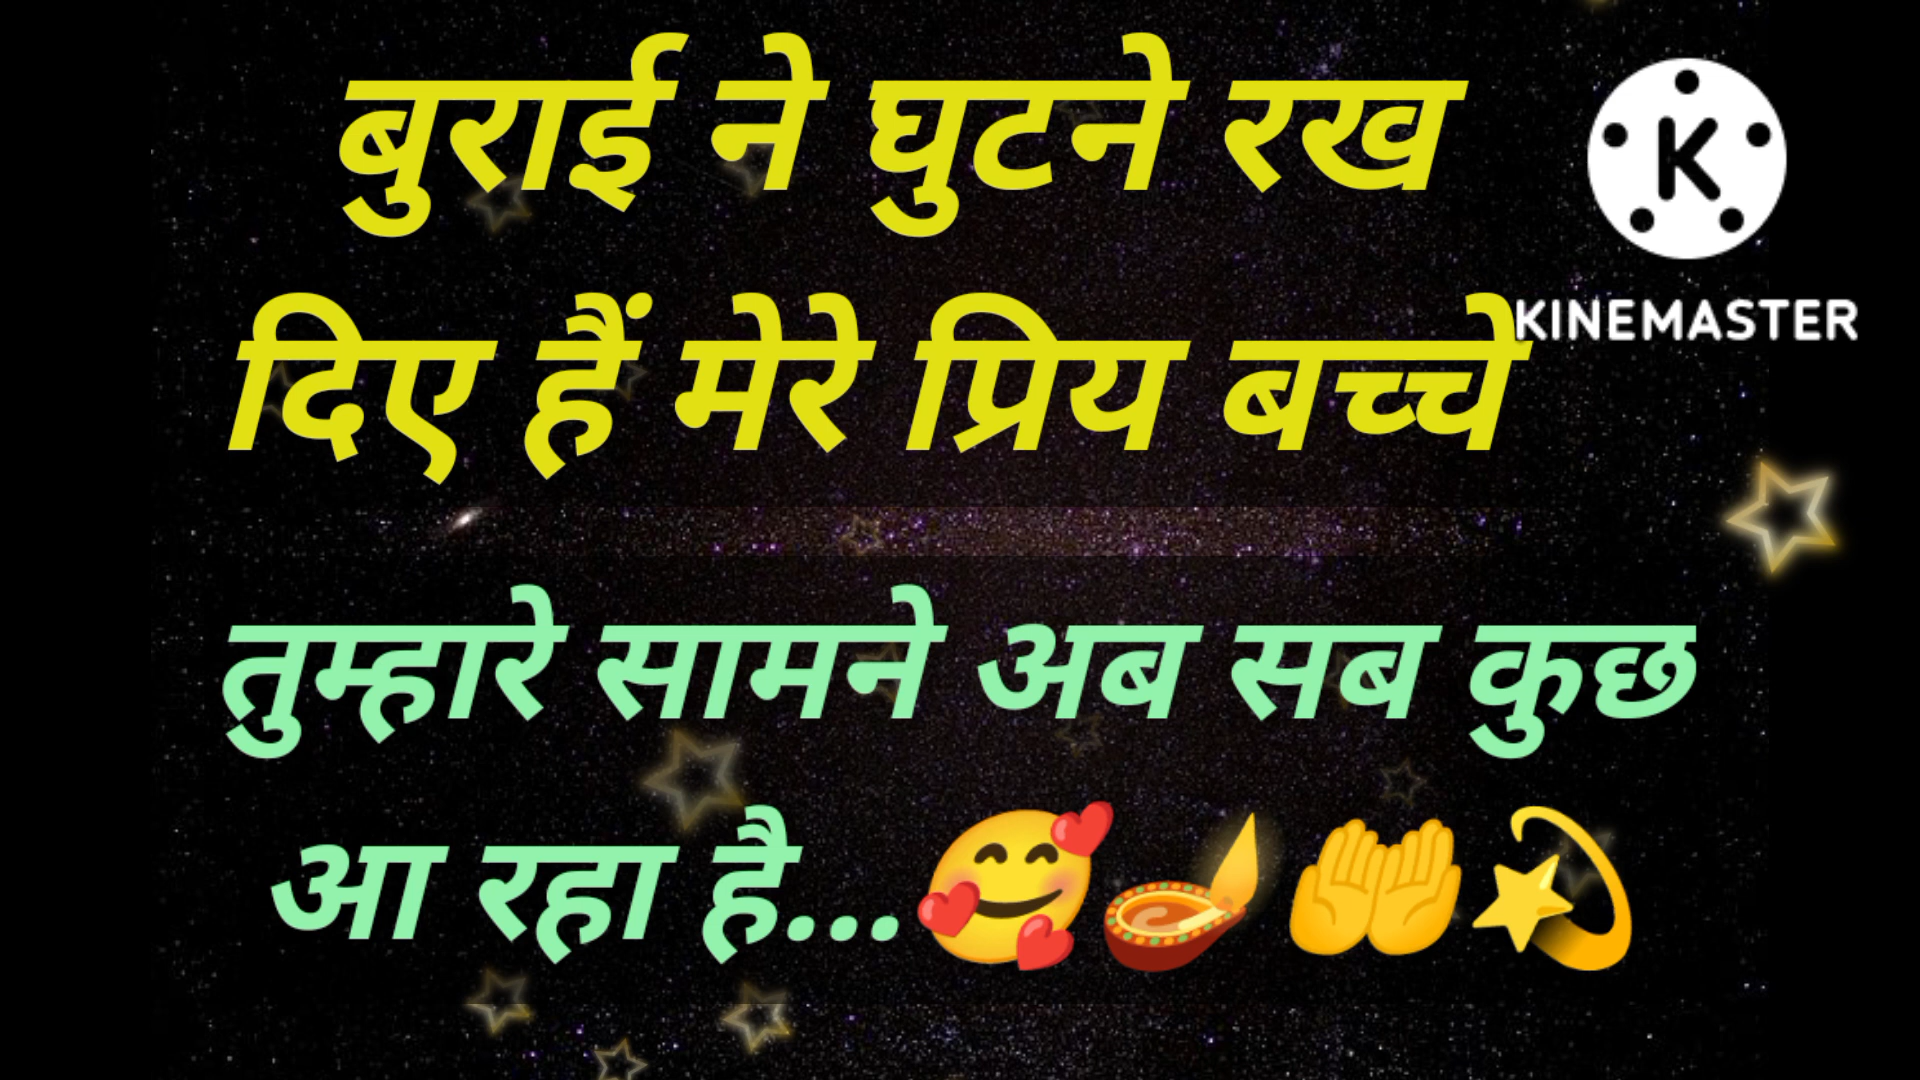 बुराई ने घुटने रख
दिए हैं मेरे प्रिय बच्चे
KINEMASTER
तुम्हारे सामने अब सब कुछ
आ रहा है...🥰🪔🤲💫